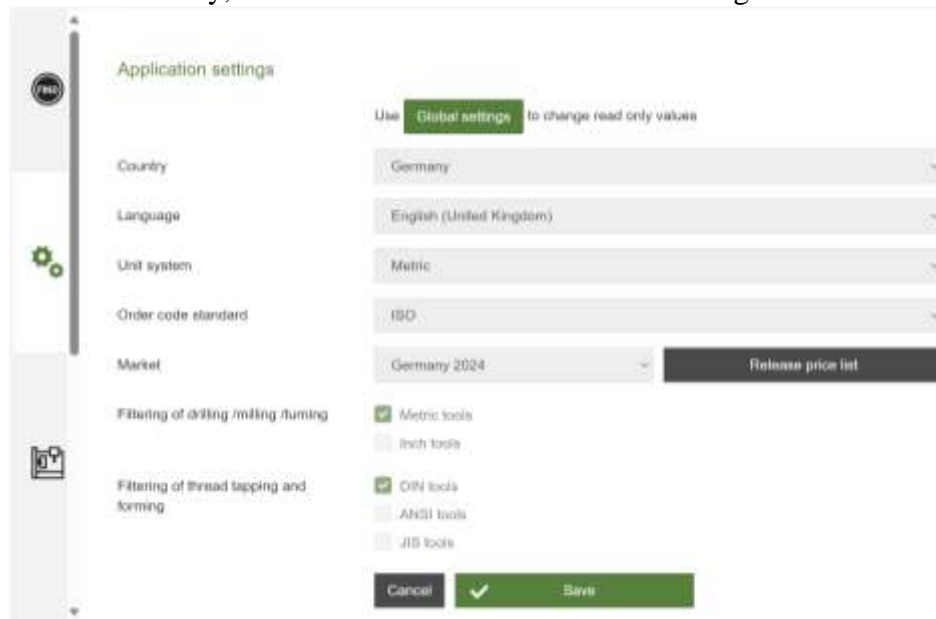 Application settings
Use Global settings to change read only values
Country Germany
Language English (United Kingdom)
Unit system Metric
Order code standard ISO
Market Germany 2024 Release price list
Filtering of drilling /milling /turning Metric tools
Inch tools
Filtering of thread tapping and DIN tools
forming
ANSI tools
JIS tools
Cancel Save